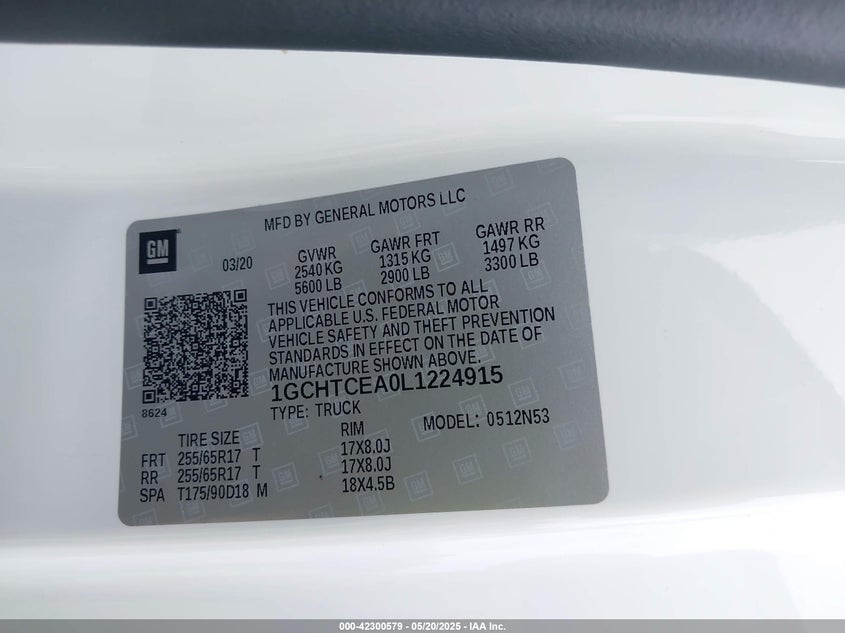 MFD BY GENERAL MOTORS LLC
GM
03/20
GVWR
2540 KG
5600 LB
GAWR FRT
1315 KG
2900 LB
GAWR RR
1497 KG
3300 LB
THIS VEHICLE CONFORMS TO ALL
APPLICABLE U.S. FEDERAL MOTOR
VEHICLE SAFETY AND THEFT PREVENTION
STANDARDS IN EFFECT ON THE DATE OF
MANUFACTURE SHOWN ABOVE.
1GCHTCEA0L1224915
8624
TYPE: TRUCK
MODEL: 0512N53
TIRE SIZE RIM
FRT 255/65R17 T 17X8.0J
RR 255/65R17 T 17X8.0J
SPA T175/90D18 M 18X4.5B
000-42300579 — 05/20/2025 — IAA Inc.